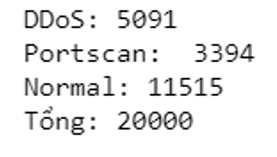 DDoS: 5091
Portscan:  3394
Normal: 11515
Tổng: 20000